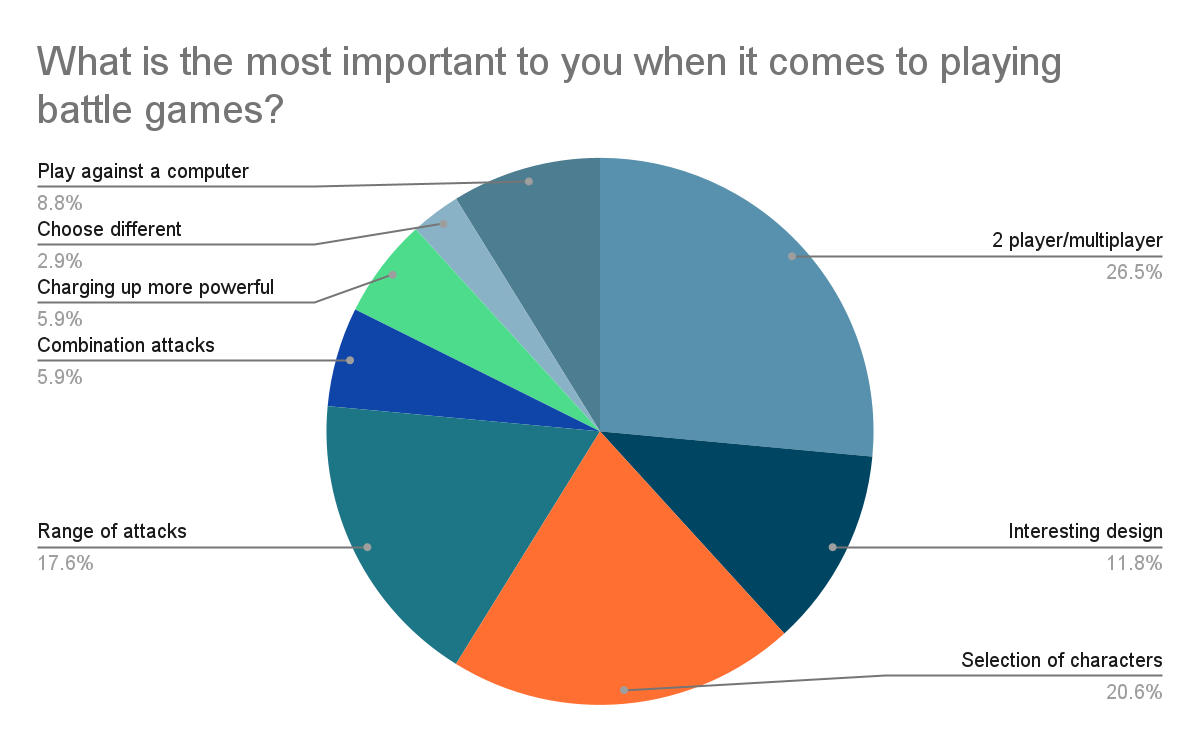 What is the most important to you when it comes to playing
battle games?
Play against a computer
8.8%
Choose different
2.9%
Charging up more powerful
5.9%
Combination attacks
5.9%
Range of attacks
17.6%
2 player/multiplayer
26.5%
Interesting design
11.8%
Selection of characters
20.6%